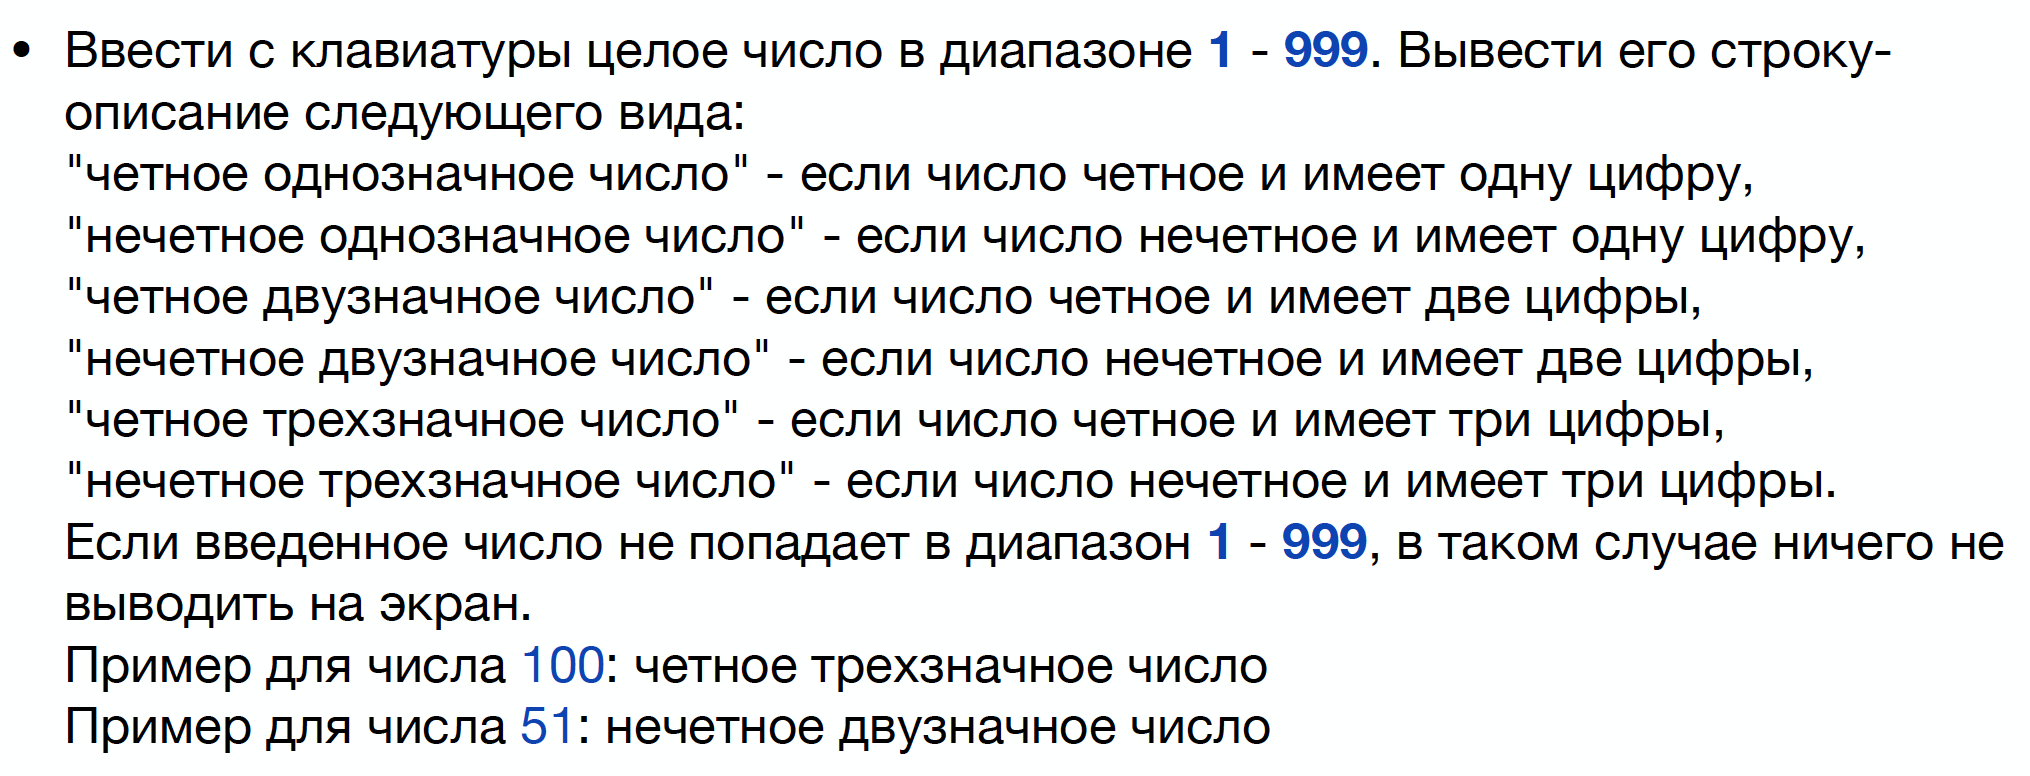 • Ввести с клавиатуры целое число в диапазоне 1 - 999. Вывести его строку-
описание следующего вида:
"четное однозначное число" - если число четное и имеет одну цифру,
"нечетное однозначное число" - если число нечетное и имеет одну цифру,
"четное двузначное число" - если число четное и имеет две цифры,
"нечетное двузначное число" - если число нечетное и имеет две цифры,
"четное трехзначное число" - если число четное и имеет три цифры,
"нечетное трехзначное число" - если число нечетное и имеет три цифры.
Если введенное число не попадает в диапазон 1 - 999, в таком случае ничего не
выводить на экран.
Пример для числа 100: четное трехзначное число
Пример для числа 51: нечетное двузначное число